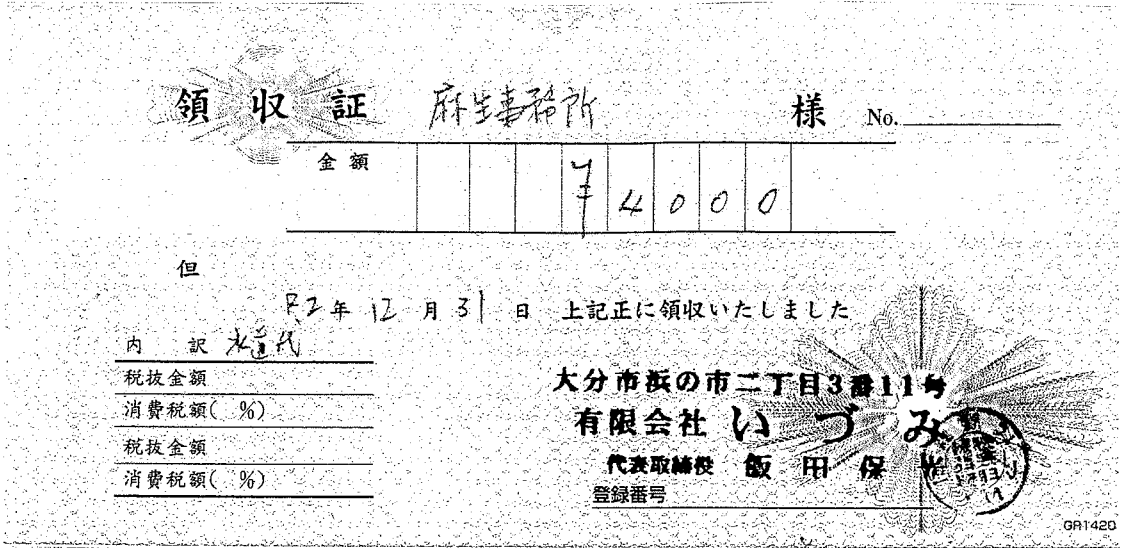 領収証 麻生事務所 様 No.
金額 ¥4000
但
R2年12月31日 上記正に領収いたしました
内訳 水道代
税抜金額
消費税額( %)
税抜金額
消費税額( %)
大分市浜の市二丁目3番11号
有限会社 いづみ
代表取締役 飯田保
登録番号
GR1420